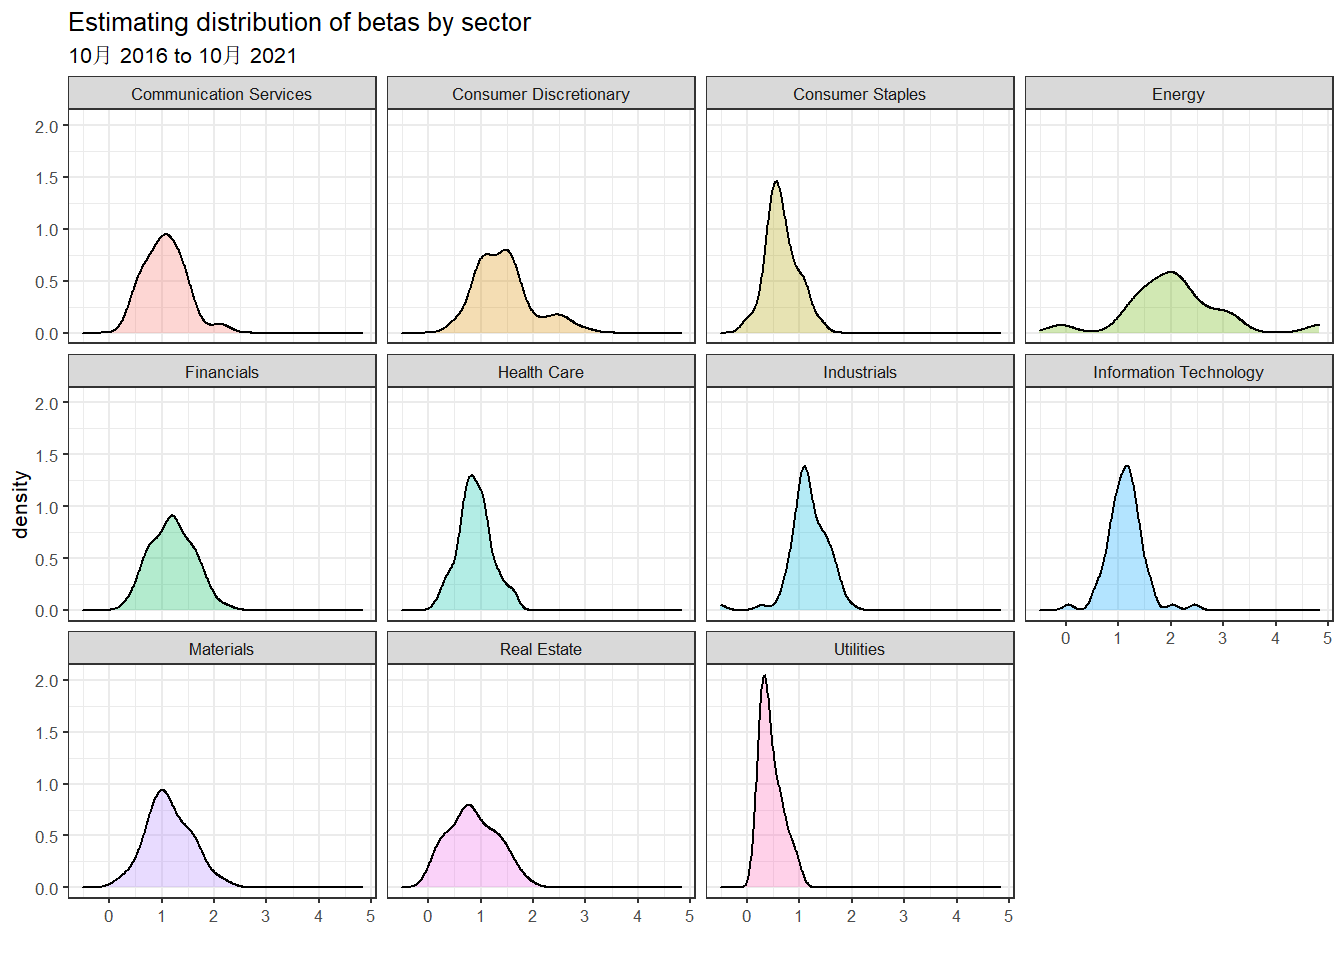 Estimating distribution of betas by sector
10月 2016 to 10月 2021
Communication Services Consumer Discretionary Consumer Staples Energy
2.0
1.5
1.0
0.5
0.0
Financials Health Care Industrials Information Technology
2.0
1.5
1.0
0.5
0.0
density
0 1 2 3 4 5
Materials Real Estate Utilities
2.0
1.5
1.0
0.5
0.0
0 1 2 3 4 5 0 1 2 3 4 5 0 1 2 3 4 5